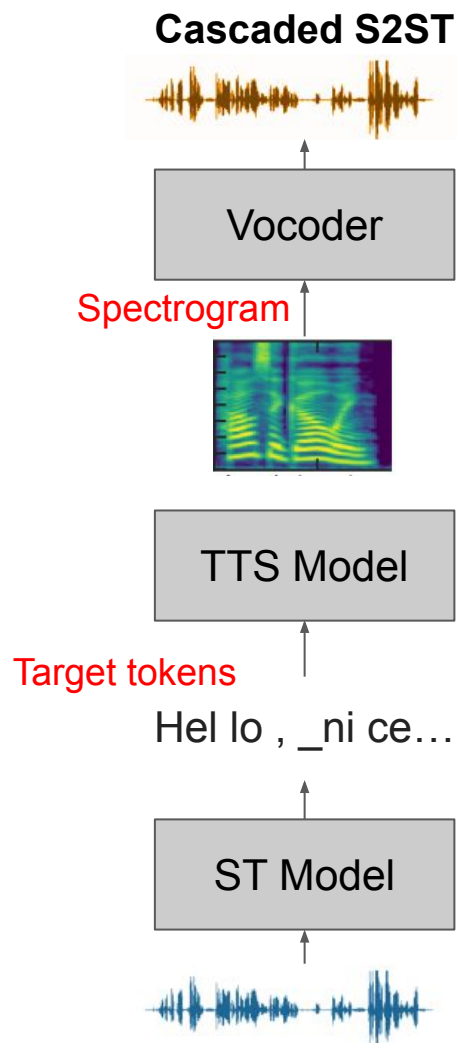 Cascaded S2ST
Vocoder
Spectrogram
TTS Model
Target tokens
Hel lo , _ni ce…
ST Model